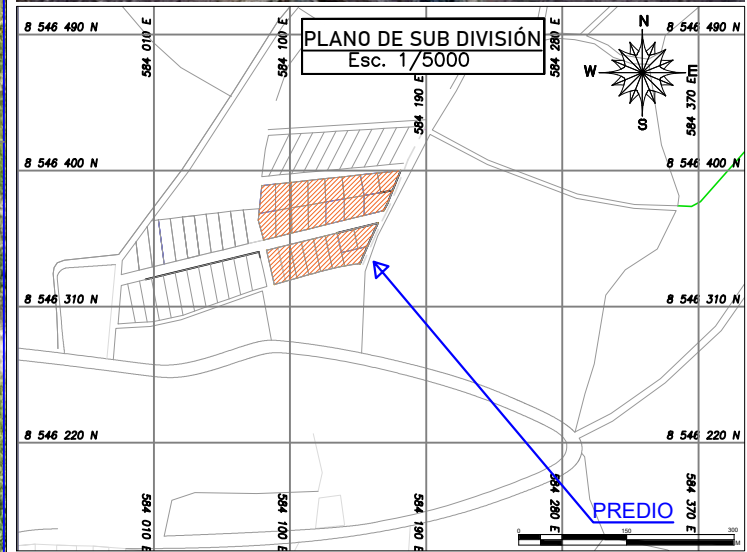 8 546 490 N
584 010 E
584 100 E
PLANO DE SUB DIVISIÓN
Esc. 1/5000
584 190 E
584 280 E
N
8 546 490 N
W
E
S
584 370 E
8 546 400 N
8 546 400 N
8 546 310 N
8 546 310 N
8 546 220 N
8 546 220 N
584 010 E
584 100 E
584 190 E
584 280 E
584 370 E
PREDIO
0
150
300
M